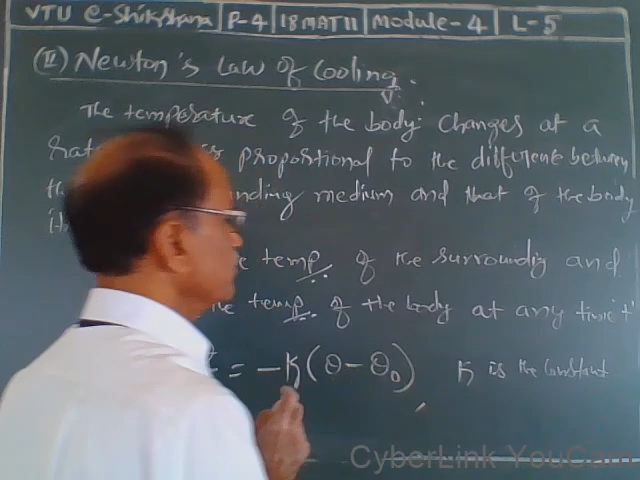 VTU e-Shikshana | P-4 | 18MAT11 | Module-4 | L-5
(II) Newton's Law of Cooling.
The temperature of the body changes at a
proportional to the difference between
medium and that of the body
temp. of the surroundig and
temp. of the body at any time 't'
= -K(θ - θ₀), K is the constant
CyberLink YouCam